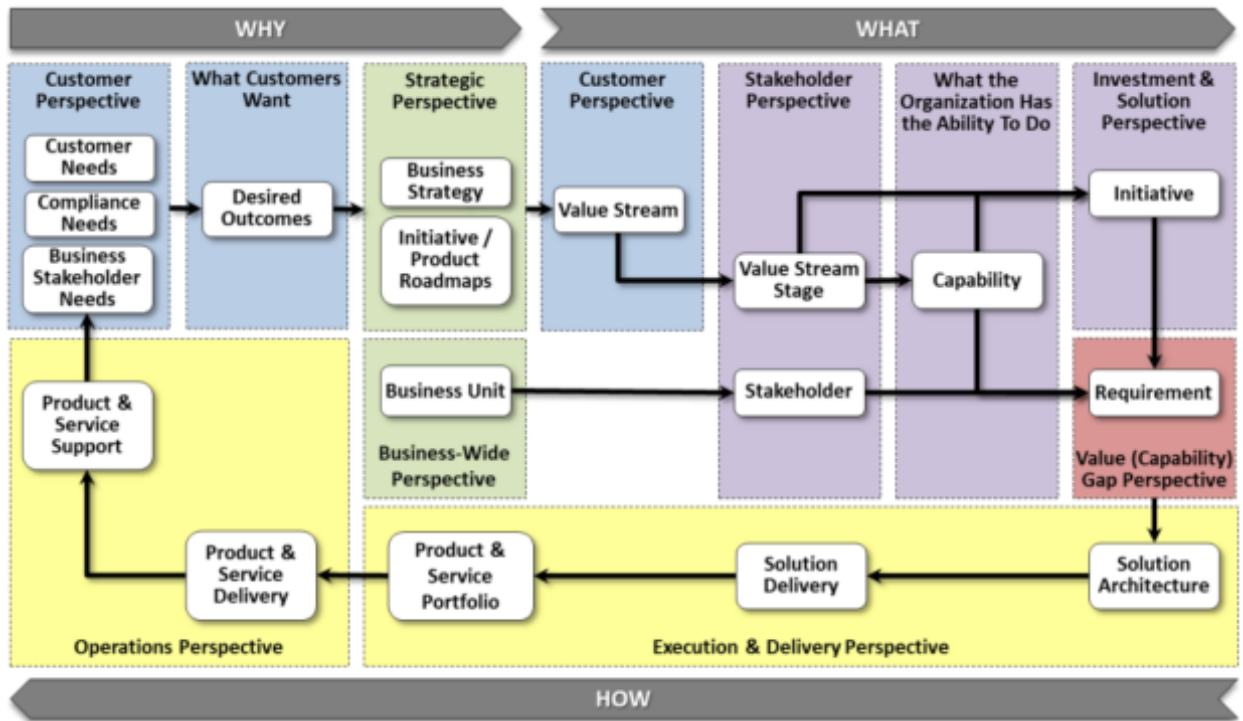 WHY
WHAT
Customer
Perspective
Customer
Needs
Compliance
Needs
Business
Stakeholder
Needs
What Customers
Want
Desired
Outcomes
Strategic
Perspective
Business
Strategy
Initiative /
Product
Roadmaps
Customer
Perspective
Value Stream
Stakeholder
Perspective
Value Stream
Stage
What the
Organization Has
the Ability To Do
Capability
Investment &
Solution
Perspective
Initiative
Business Unit
Business-Wide
Perspective
Stakeholder
Requirement
Value (Capability)
Gap Perspective
Product &
Service
Support
Product &
Service
Delivery
Operations Perspective
Product &
Service
Portfolio
Solution
Delivery
Solution
Architecture
Execution & Delivery Perspective
HOW